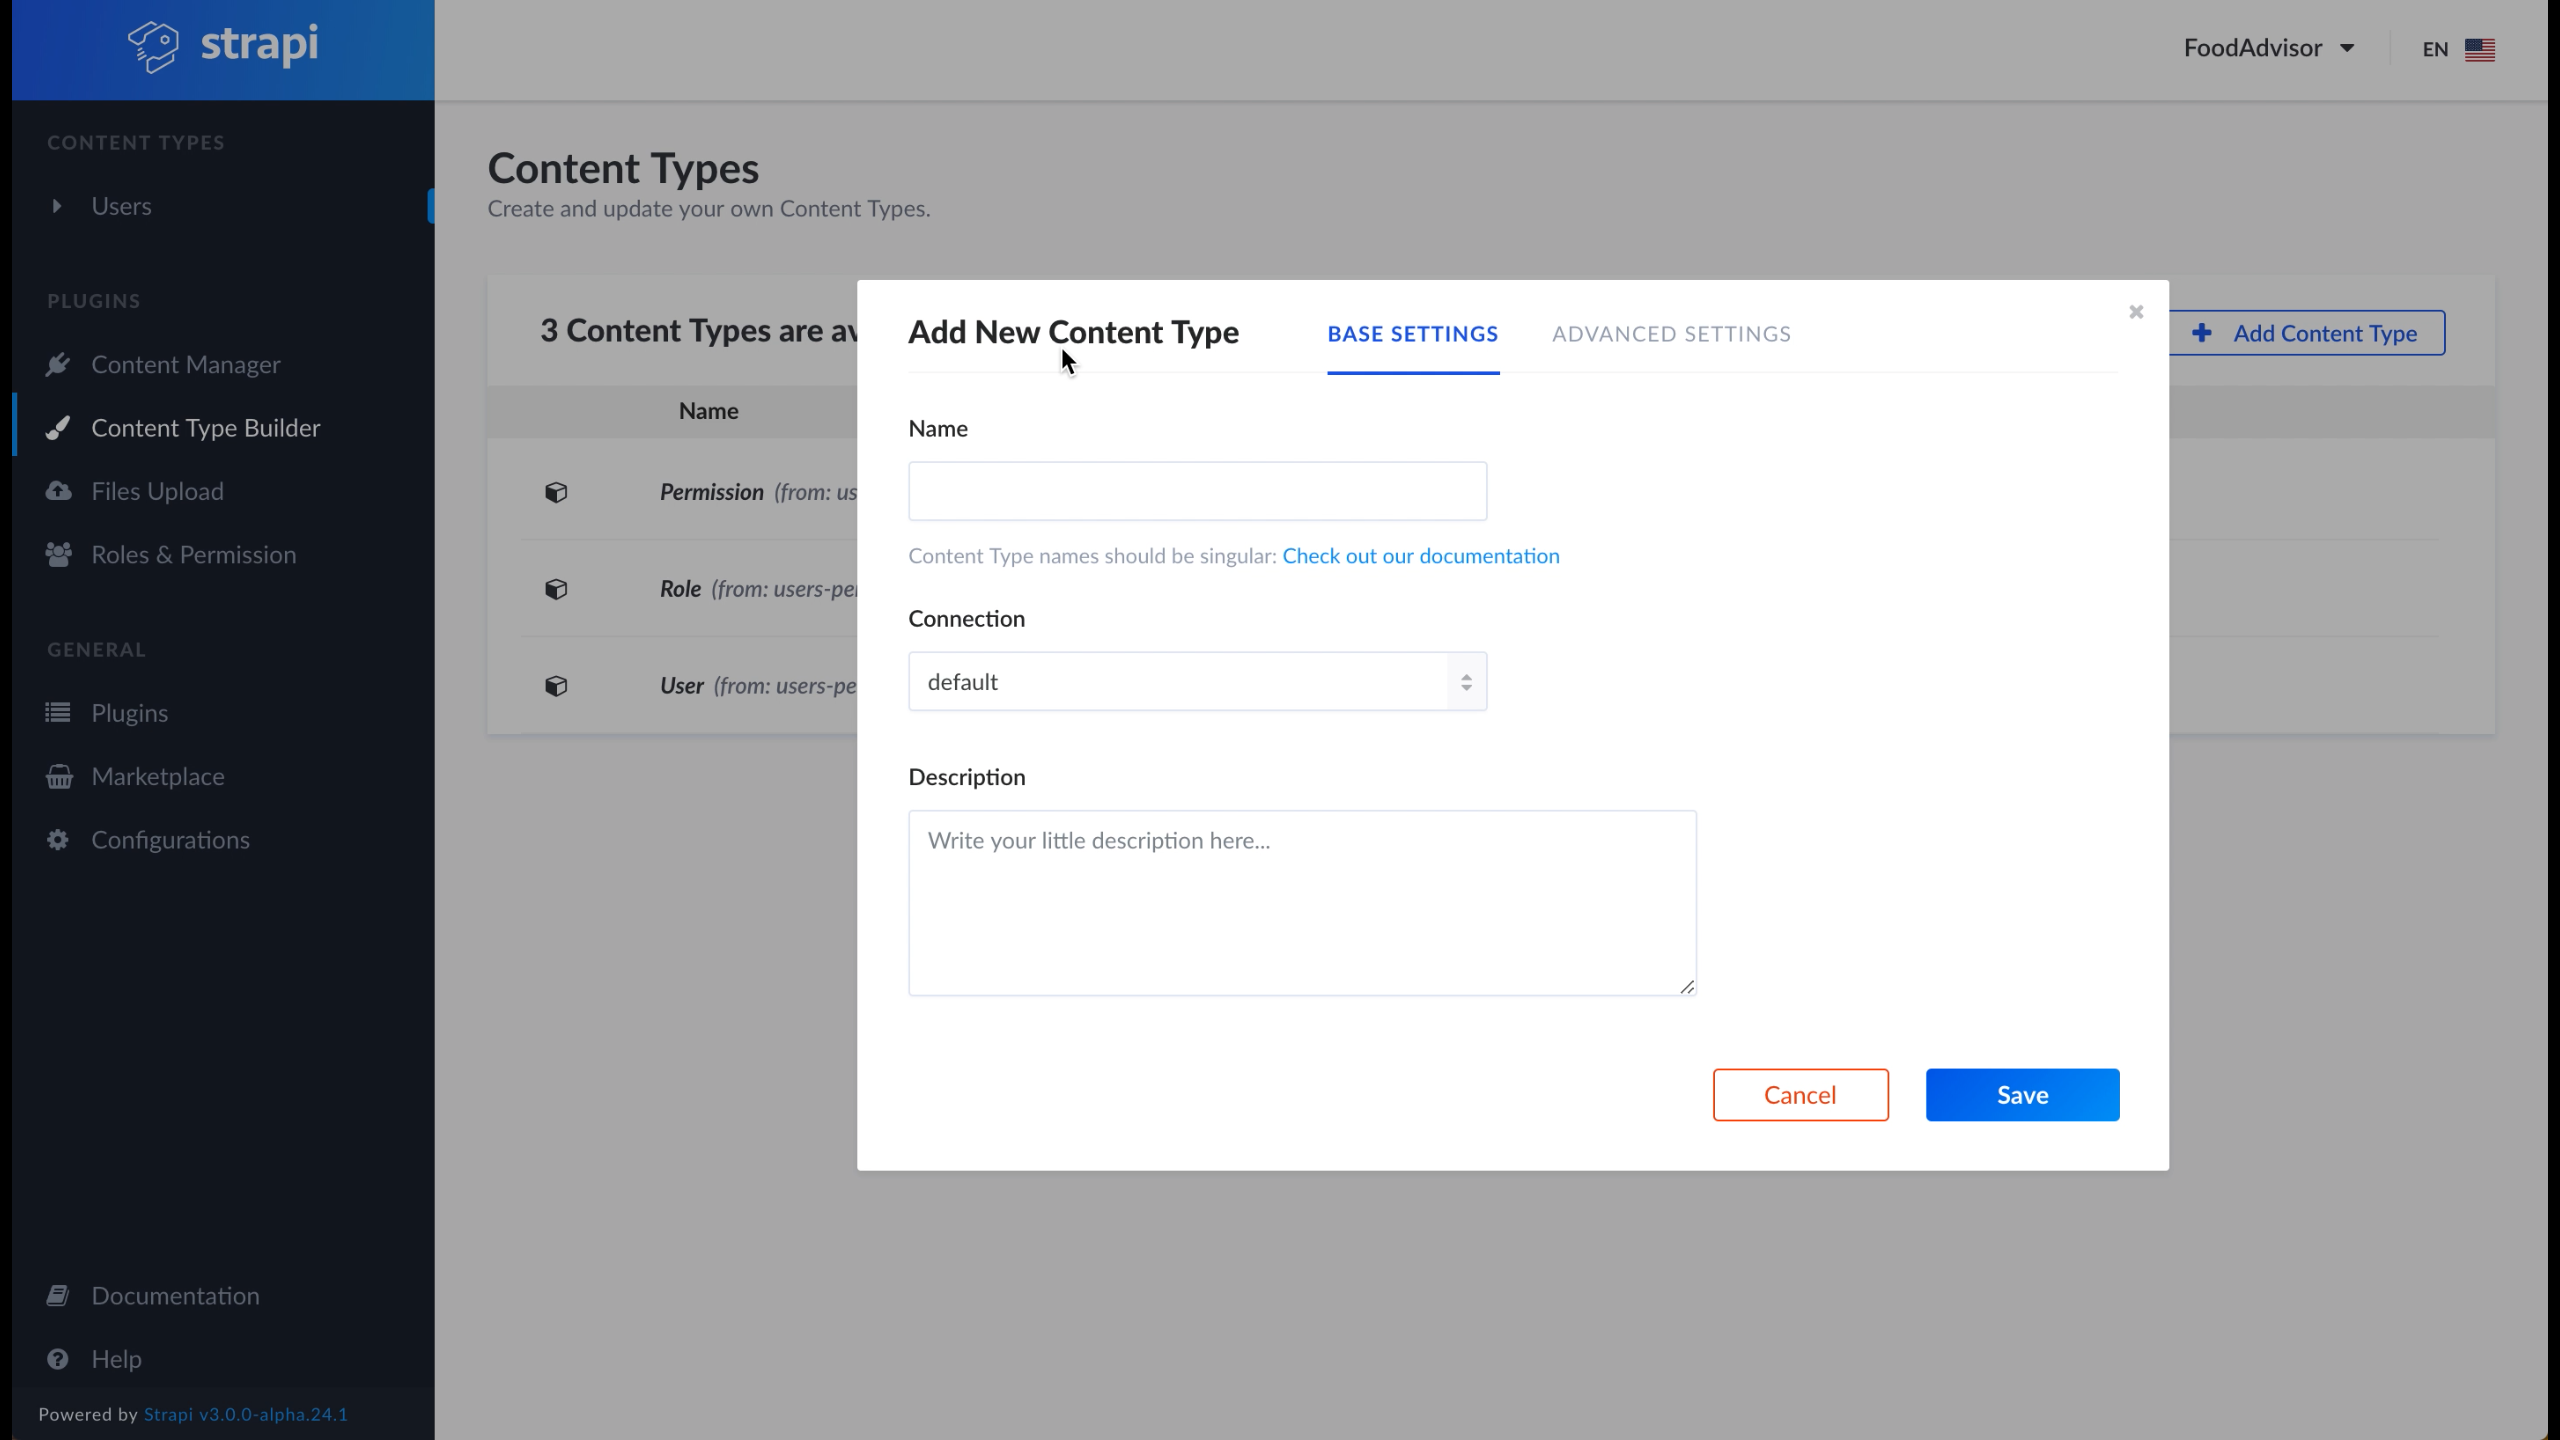 strapi
FoodAdvisor
EN
CONTENT TYPES
Users
PLUGINS
Content Manager
Content Type Builder
Files Upload
Roles & Permission
GENERAL
Plugins
Marketplace
Configurations
Documentation
Help
Powered by Strapi v3.0.0-alpha.24.1
Content Types
Create and update your own Content Types.
3 Content Types are av
Add Content Type
Name
Permission (from: us
Role (from: users-pe
User (from: users-pe
Add New Content Type
BASE SETTINGS
ADVANCED SETTINGS
Name
Content Type names should be singular: Check out our documentation
Connection
default
Description
Write your little description here...
Cancel
Save